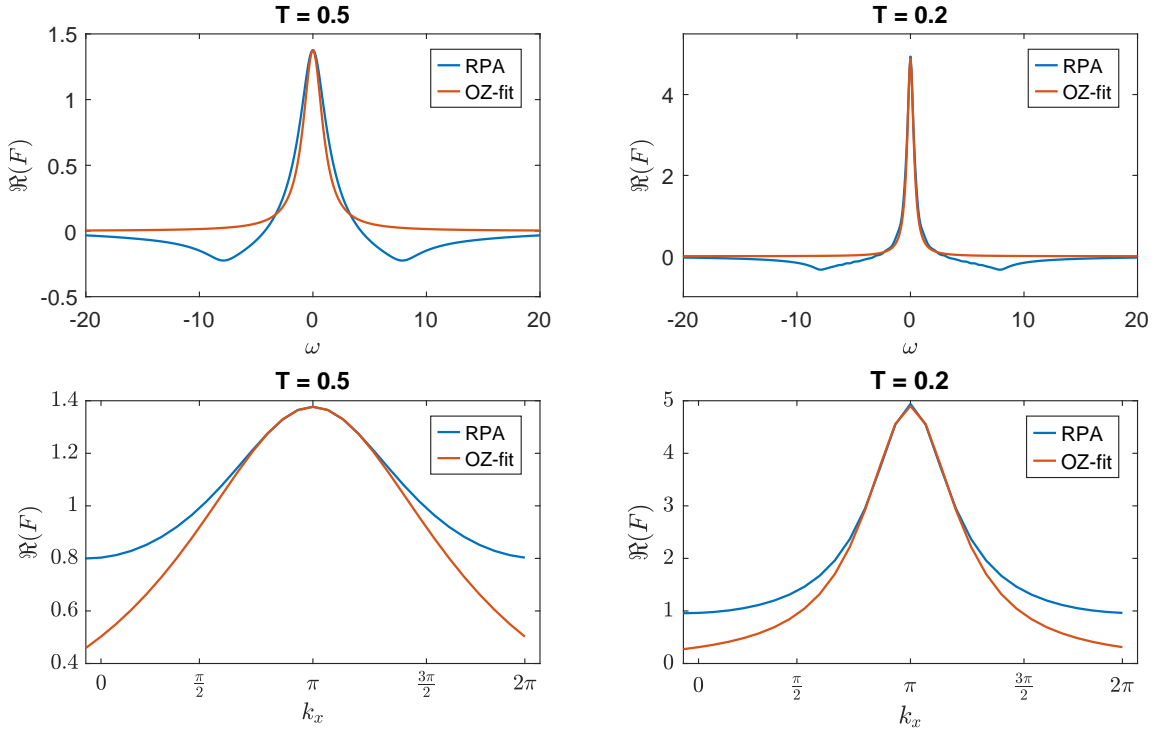 T = 0.5
1.5
1
0.5
0
-0.5
ℜ(F)
RPA
OZ-fit
-20
-10
0
10
20
ω
T = 0.2
4
2
0
ℜ(F)
RPA
OZ-fit
-20
-10
0
10
20
ω
T = 0.5
1.4
1.2
1
0.8
0.6
0.4
ℜ(F)
RPA
OZ-fit
0
π/2
π
3π/2
2π
kₓ
T = 0.2
5
4
3
2
1
0
ℜ(F)
RPA
OZ-fit
0
π/2
π
3π/2
2π
kₓ